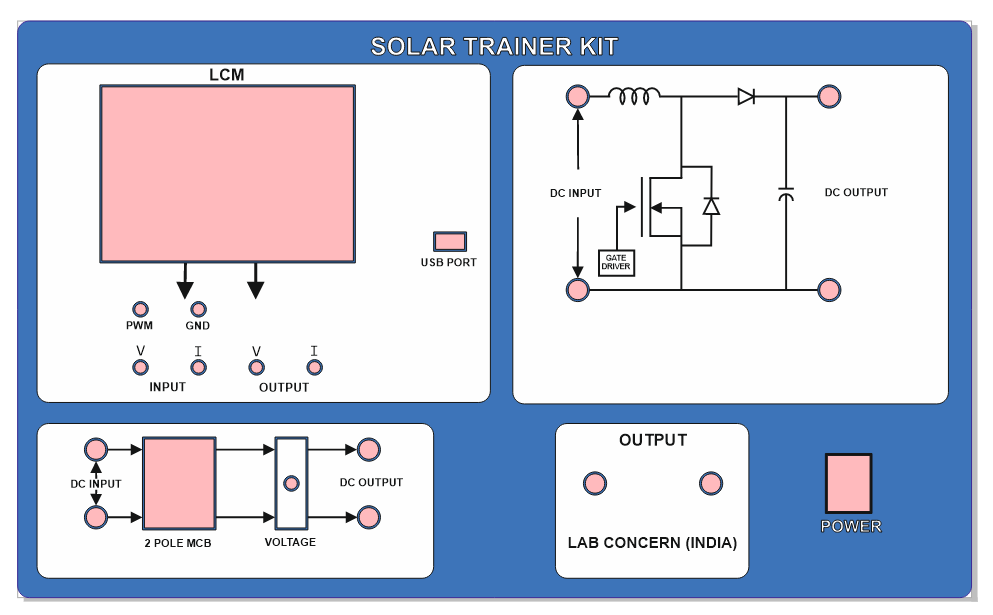 SOLAR TRAINER KIT
LCM
USB PORT
PWM
GND
V
I
V
I
INPUT
OUTPUT
DC INPUT
GATE
DRIVER
DC OUTPUT
DC INPUT
2 POLE MCB
VOLTAGE
DC OUTPUT
OUTPUT
LAB CONCERN (INDIA)
POWER